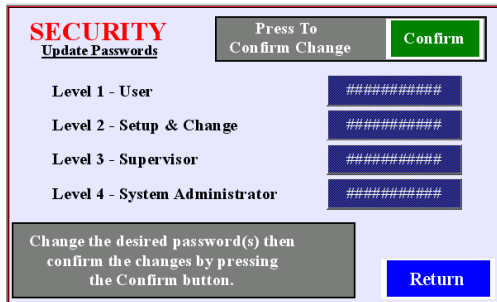 SECURITY
Update Passwords
Press To
Confirm Change
Confirm
Level 1 - User
###########
Level 2 - Setup & Change
###########
Level 3 - Supervisor
###########
Level 4 - System Administrator
###########
Change the desired password(s) then
confirm the changes by pressing
the Confirm button.
Return